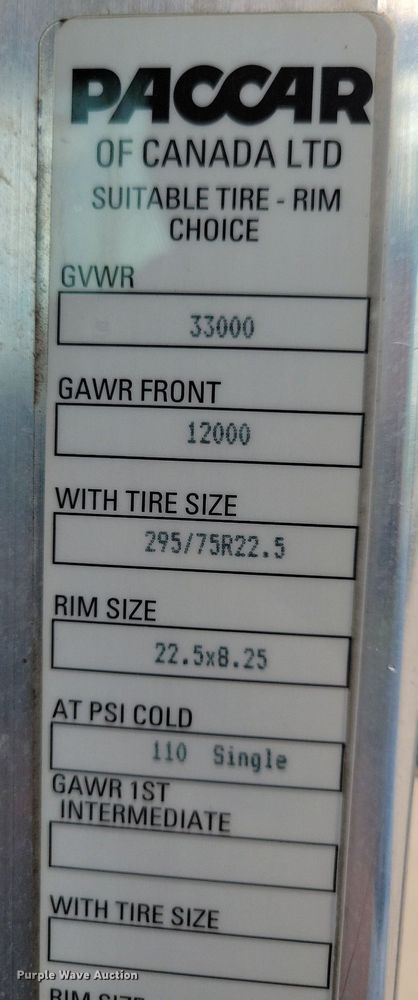 PACCAR
OF CANADA LTD
SUITABLE TIRE - RIM
CHOICE
GVWR
33000
GAWR FRONT
12000
WITH TIRE SIZE
295/75R22.5
RIM SIZE
22.5x8.25
AT PSI COLD
110 Single
GAWR 1ST
INTERMEDIATE
WITH TIRE SIZE
Purple Wave Auction
RIM SIZE